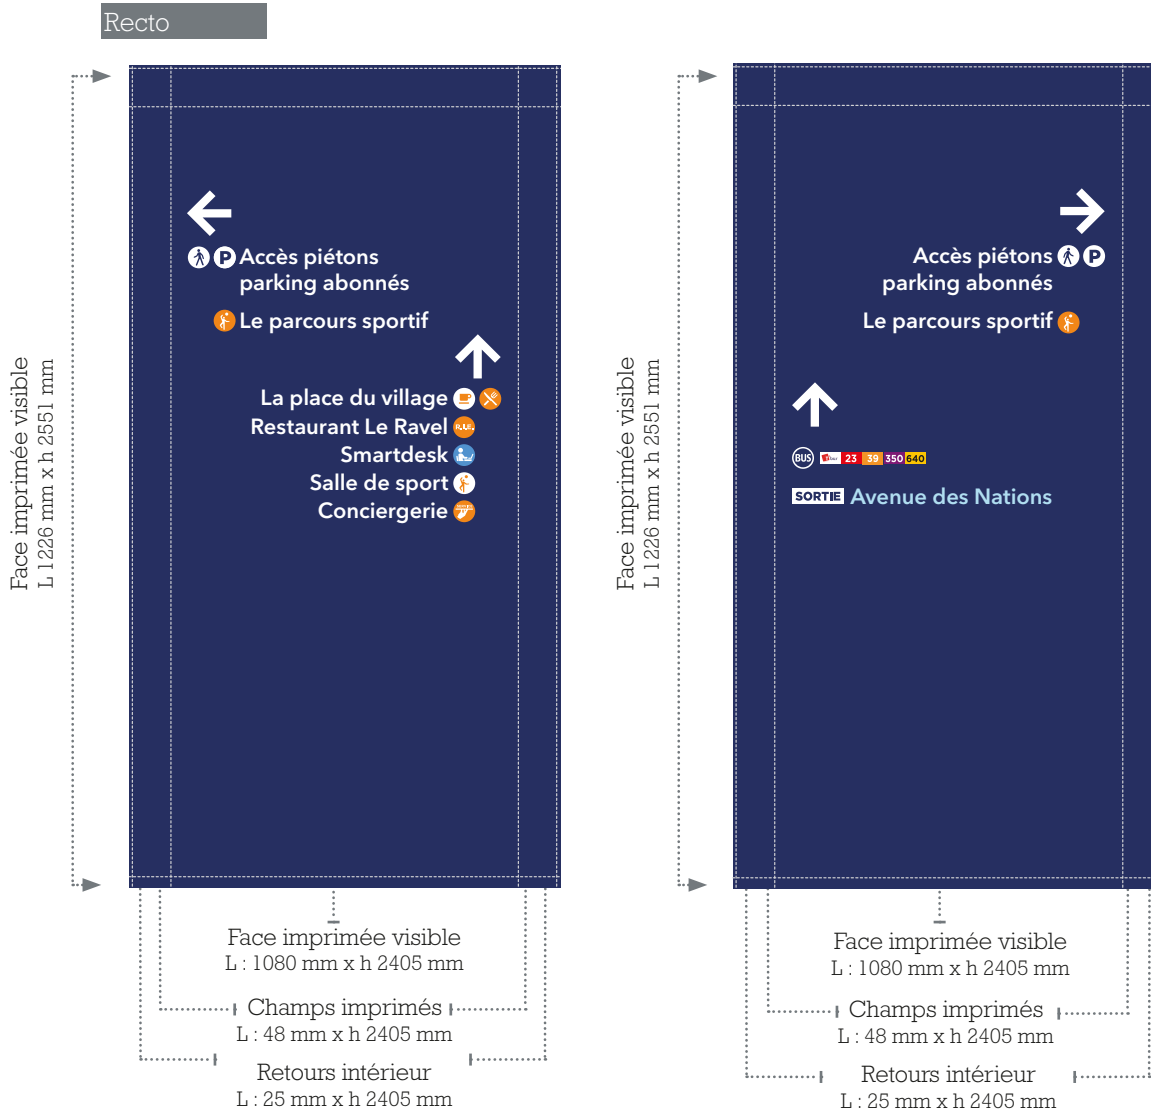 Recto
Face imprimée visible
L 1226 mm x h 2551 mm
P Accès piétons
parking abonnés
Le parcours sportif
La place du village
Restaurant Le Ravel R.I.E.
Smartdesk
Salle de sport
Conciergerie
Face imprimée visible
L : 1080 mm x h 2405 mm
Champs imprimés
L : 48 mm x h 2405 mm
Retours intérieur
L : 25 mm x h 2405 mm
Face imprimée visible
L 1226 mm x h 2551 mm
Accès piétons P
parking abonnés
Le parcours sportif
BUS 23 39 350 640
SORTIE Avenue des Nations
Face imprimée visible
L : 1080 mm x h 2405 mm
Champs imprimés
L : 48 mm x h 2405 mm
Retours intérieur
L : 25 mm x h 2405 mm